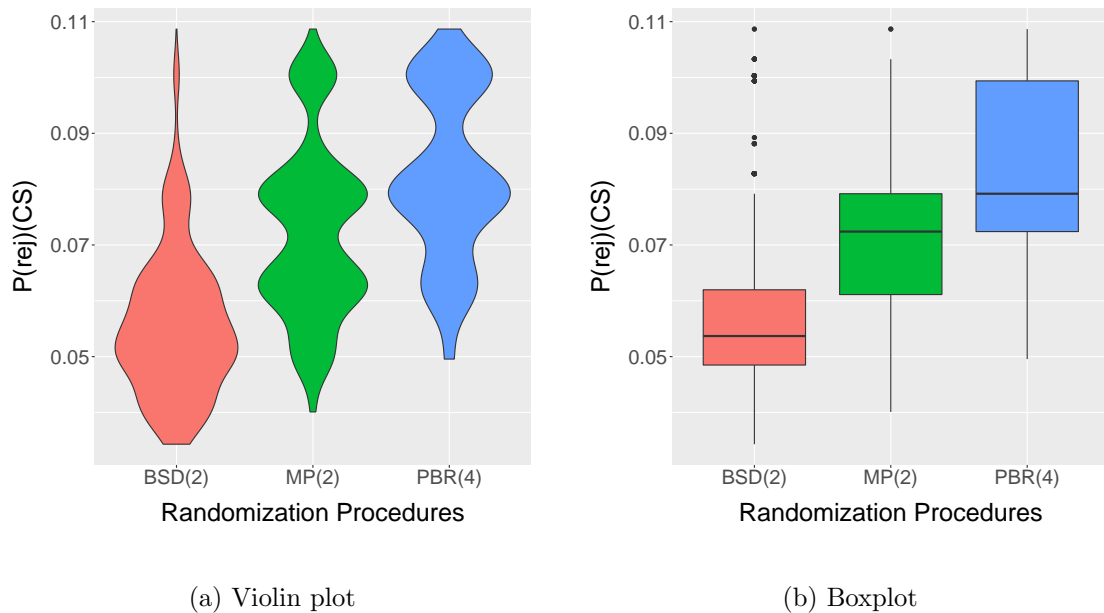 P(rej)(CS)
0.11
0.09
0.07
0.05
BSD(2) MP(2) PBR(4)
Randomization Procedures
(a) Violin plot
P(rej)(CS)
0.11
0.09
0.07
0.05
BSD(2) MP(2) PBR(4)
Randomization Procedures
(b) Boxplot